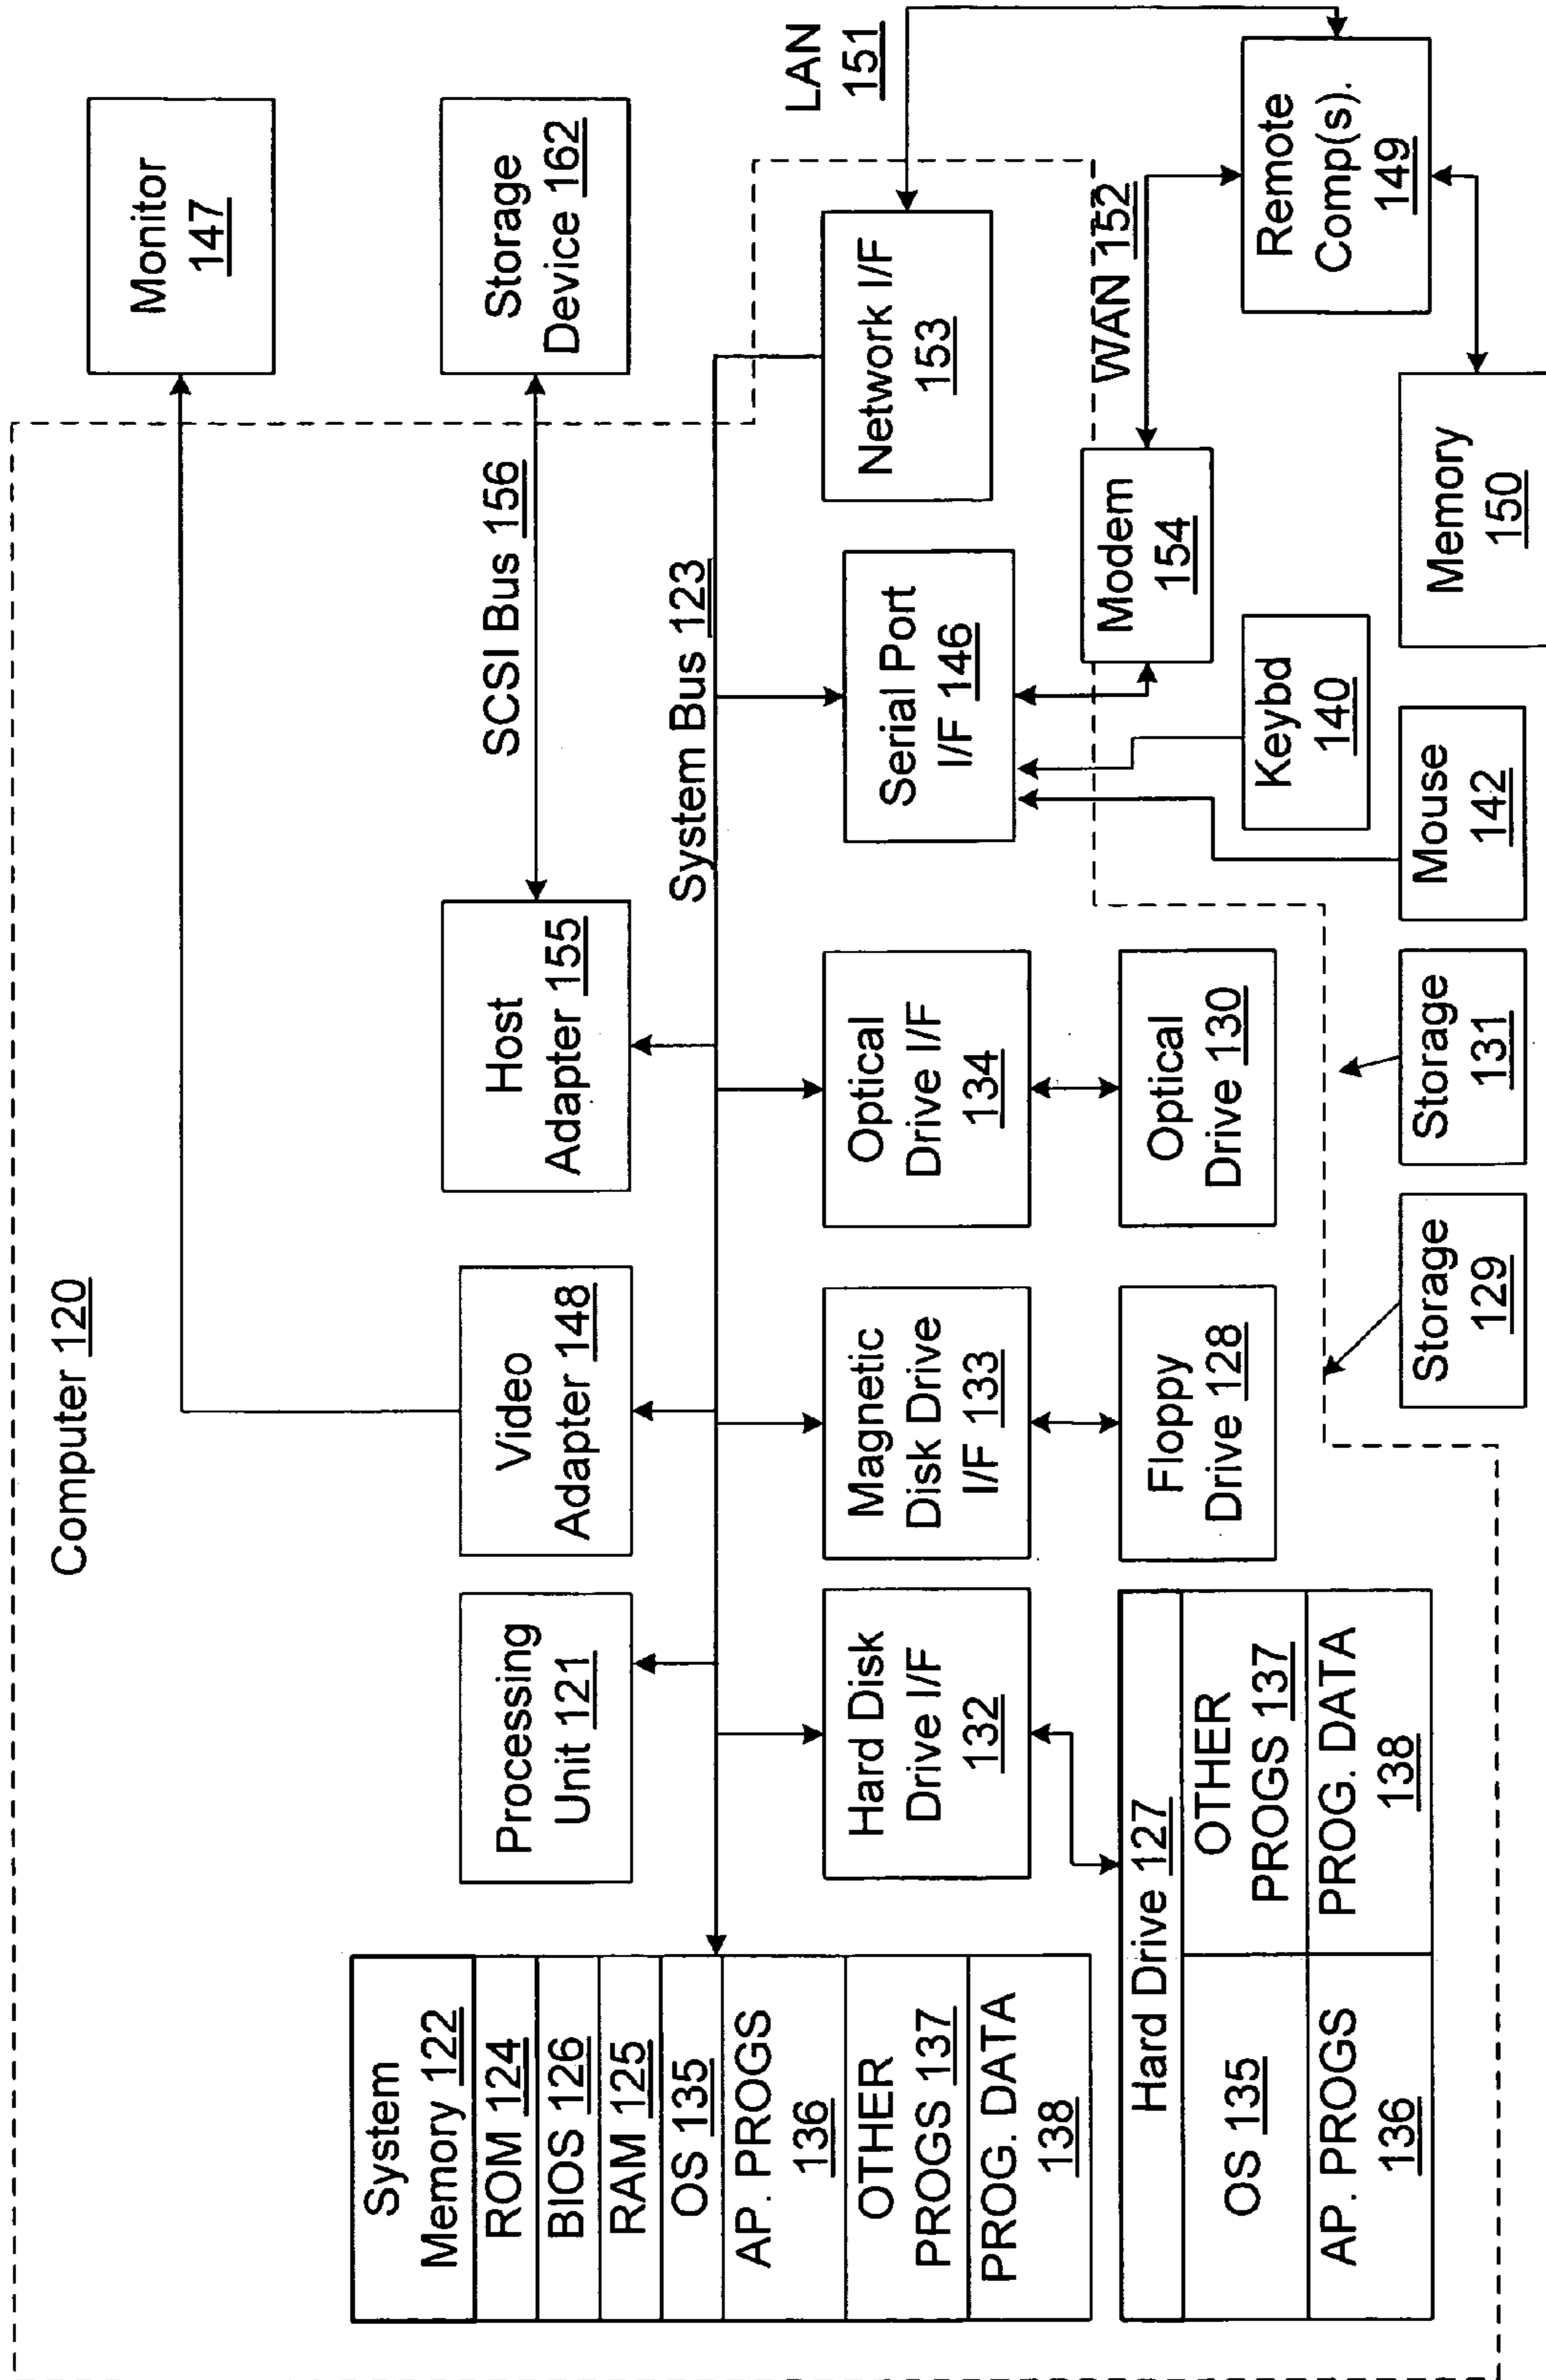 Computer 120
Monitor
147
System
Memory 122
ROM 124
BIOS 126
RAM 125
OS 135
AP. PROGS
136
OTHER
PROGS 137
PROG. DATA
138
Processing
Unit 121
Video
Adapter 148
Host
Adapter 155
SCSI Bus 156
Storage
Device 162
System Bus 123
Hard Disk
Drive I/F
132
Magnetic
Disk Drive
I/F 133
Optical
Drive I/F
134
Serial Port
I/F 146
Network I/F
153
LAN
151
Hard Drive 127
OS 135
OTHER
PROGS 137
AP. PROGS
136
PROG. DATA
138
Floppy
Drive 128
Optical
Drive 130
Modem
154
WAN 152
Keybd
140
Remote
Comp(s).
149
Storage
129
Storage
131
Mouse
142
Memory
150